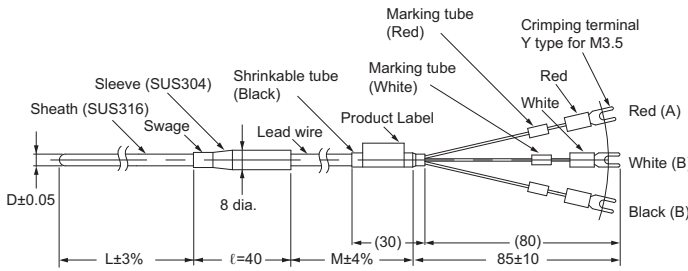 Marking tube
(Red)
Crimping terminal
Y type for M3.5
Marking tube
(White)
Red
Sleeve (SUS304)
Shrinkable tube
(Black)
White
Sheath (SUS316)
Product Label
Red (A)
Swage
Lead wire
White (B)
D±0.05
8 dia.
Black (B)
(30)
(80)
L±3%
ℓ=40
M±4%
85±10